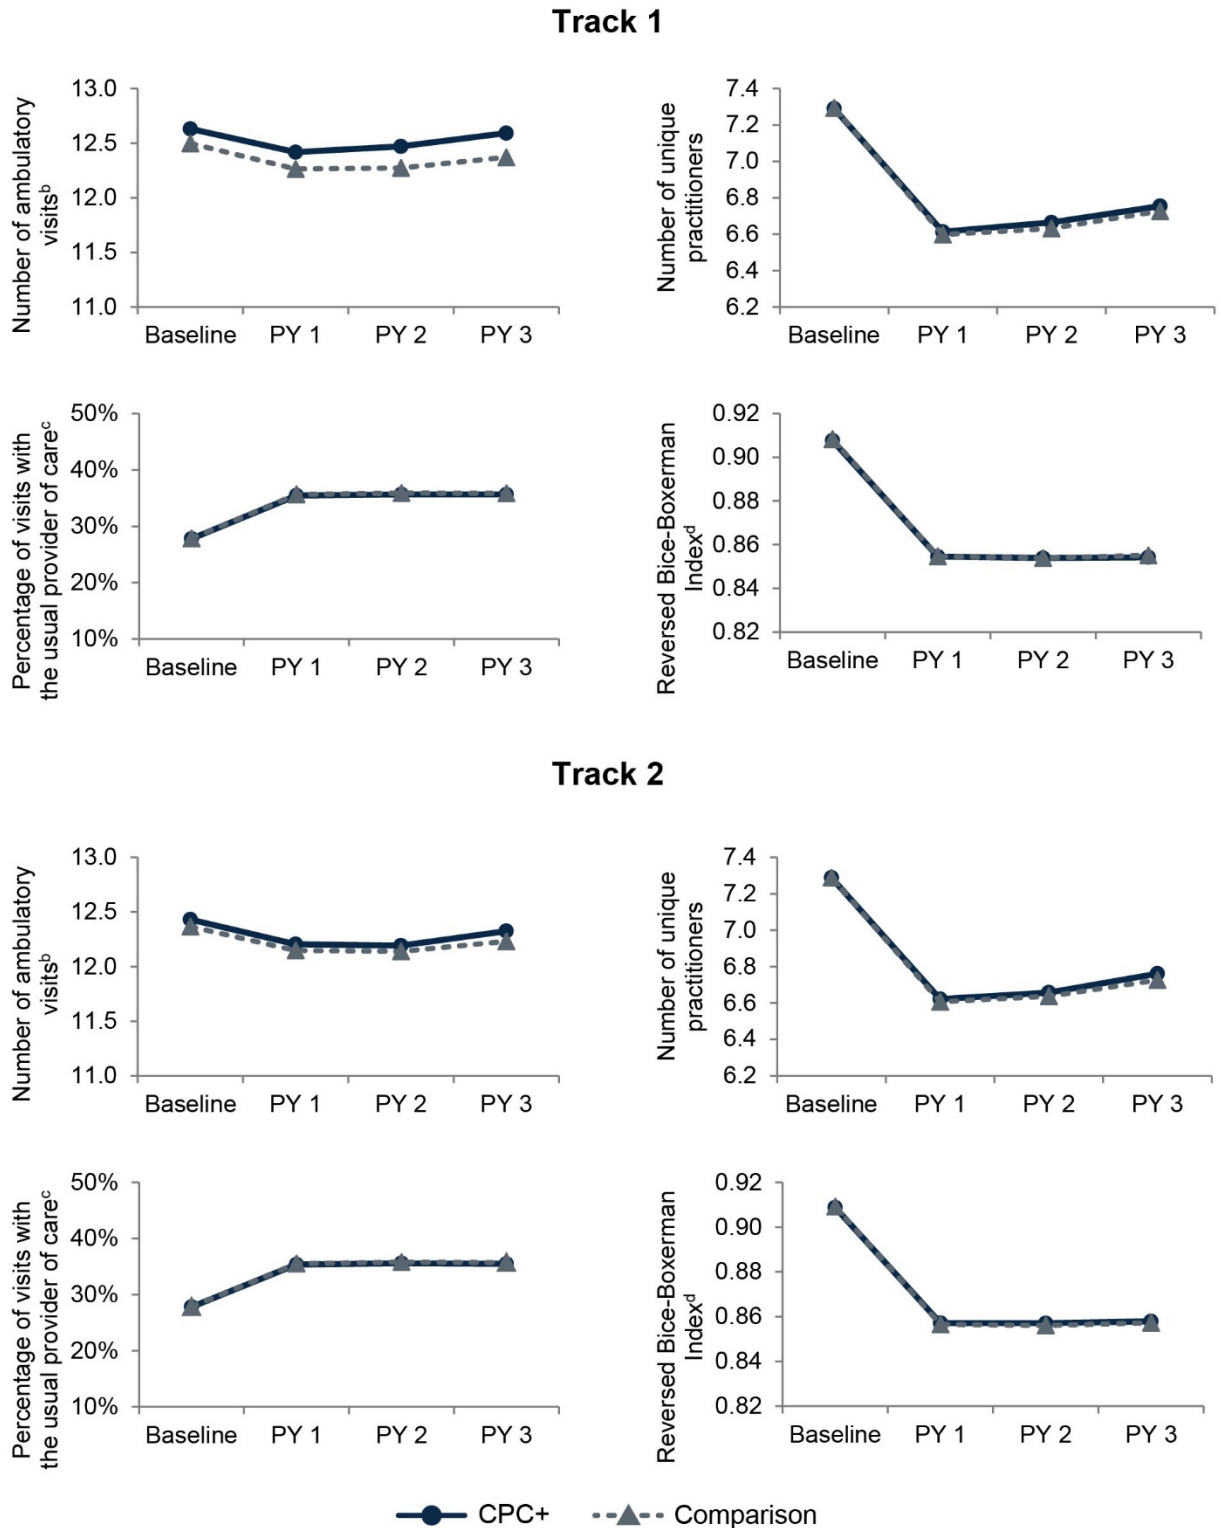 Track 1
Number of ambulatory
visitsᵇ
13.0
12.5
12.0
11.5
11.0
Baseline PY 1 PY 2 PY 3
Number of unique
practitioners
7.4
7.2
7.0
6.8
6.6
6.4
6.2
Baseline PY 1 PY 2 PY 3
Percentage of visits with
the usual provider of careᶜ
50%
40%
30%
20%
10%
Baseline PY 1 PY 2 PY 3
Reversed Bice-Boxerman
Indexᵈ
0.92
0.90
0.88
0.86
0.84
0.82
Baseline PY 1 PY 2 PY 3
Track 2
Number of ambulatory
visitsᵇ
13.0
12.5
12.0
11.5
11.0
Baseline PY 1 PY 2 PY 3
Number of unique
practitioners
7.4
7.2
7.0
6.8
6.6
6.4
6.2
Baseline PY 1 PY 2 PY 3
Percentage of visits with
the usual provider of careᶜ
50%
40%
30%
20%
10%
Baseline PY 1 PY 2 PY 3
Reversed Bice-Boxerman
Indexᵈ
0.92
0.90
0.88
0.86
0.84
0.82
Baseline PY 1 PY 2 PY 3
CPC+ Comparison